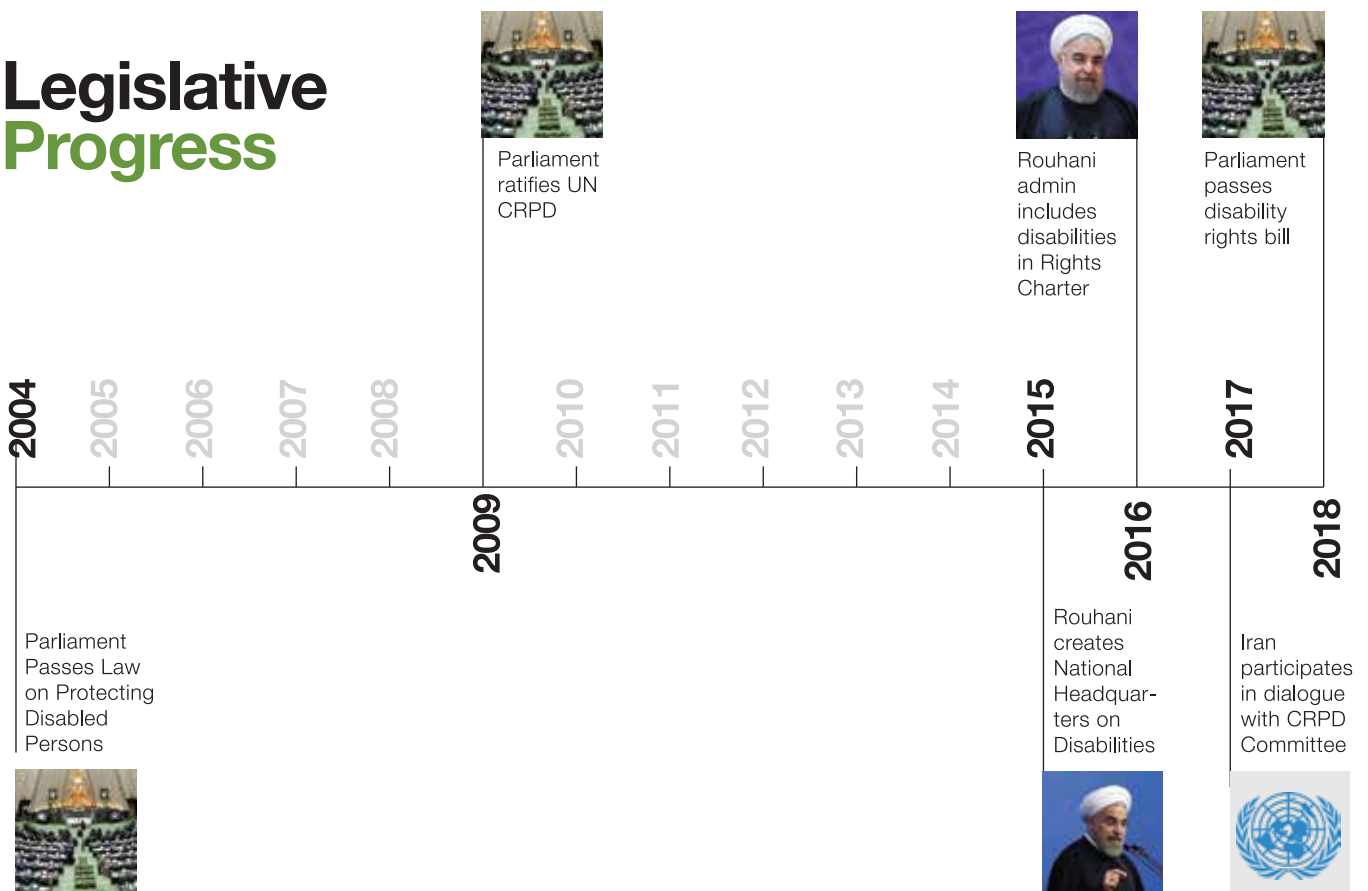 Legislative
Progress
Parliament
ratifies UN
CRPD
Rouhani
admin
includes
disabilities
in Rights
Charter
Parliament
passes
disability
rights bill
2004
2005
2006
2007
2008
2009
2010
2011
2012
2013
2014
2015
2016
2017
2018
Parliament
Passes Law
on Protecting
Disabled
Persons
Rouhani
creates
National
Headquar-
ters on
Disabilities
Iran
participates
in dialogue
with CRPD
Committee